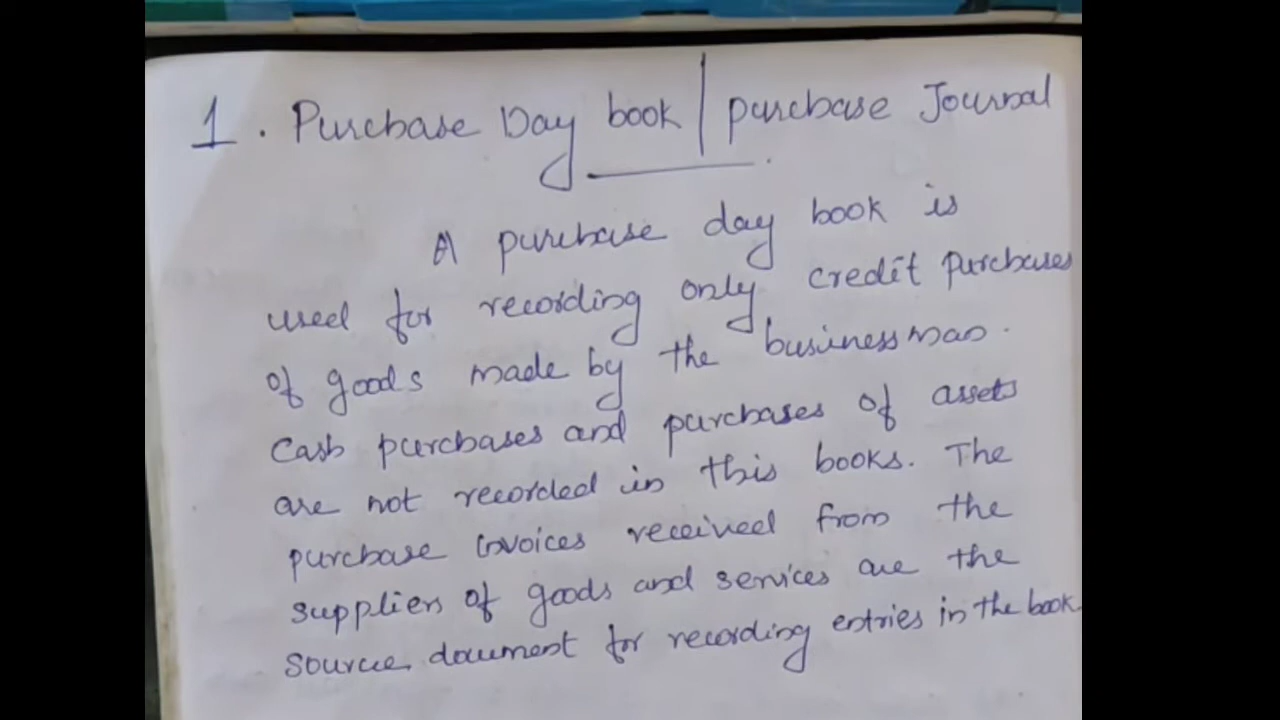 1. Purchase Day book | purchase Journal
A purchase day book is
used for recording only credit purchases
of goods made by the businessman.
Cash purchases and purchases of assets
are not recorded in this books. The
purchase invoices received from the
suppliers of goods and services are the
source document for recording entries in the book.